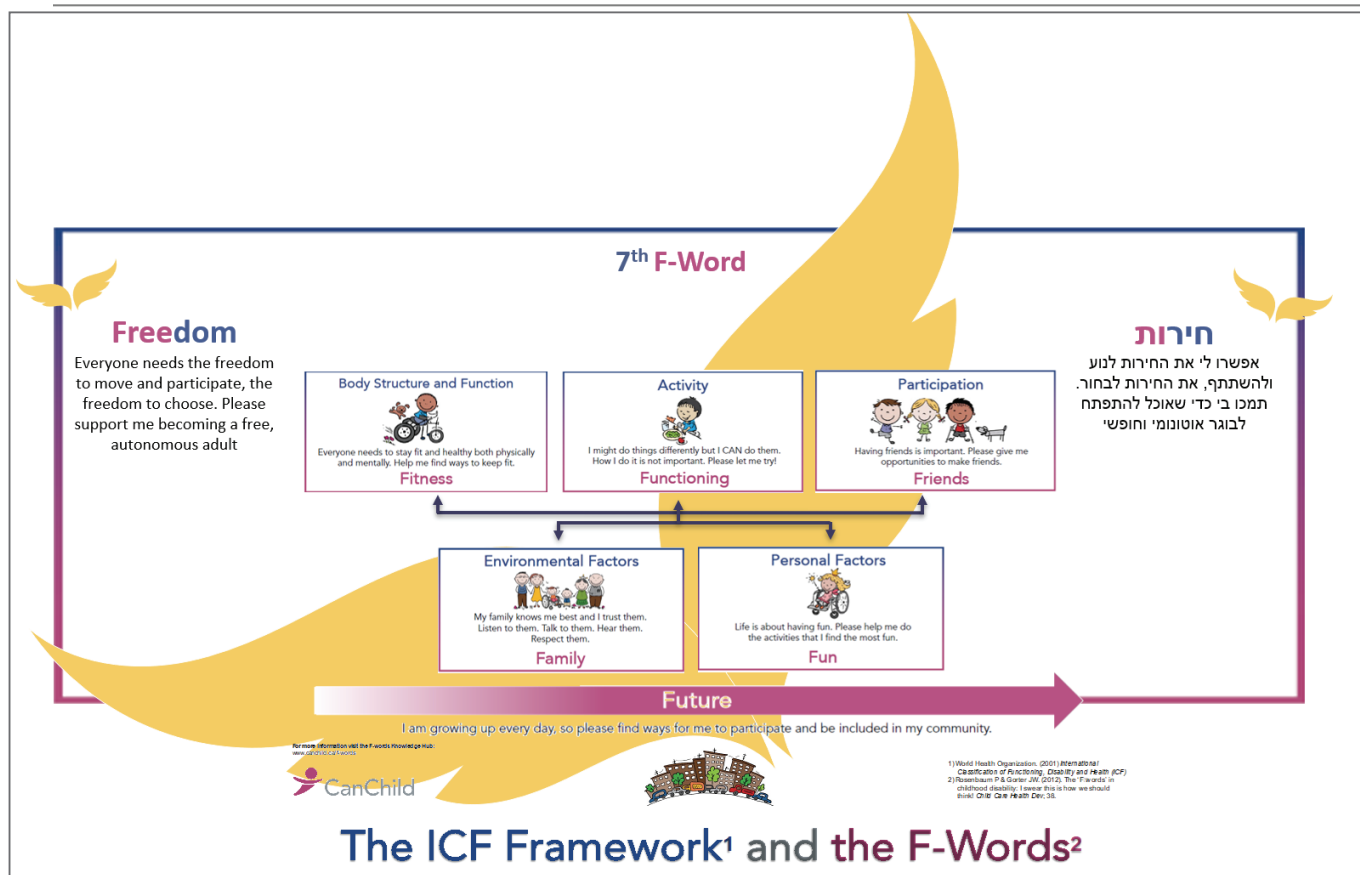 7th F-Word
Freedom
Everyone needs the freedom
to move and participate, the
freedom to choose. Please
support me becoming a free,
autonomous adult
חירות
אפשרו לי את החירות לנוע
ולהשתתף, את החירות לבחור.
תמכו בי כדי שאוכל להתפתח
לבוגר אוטונומי וחופשי
Body Structure and Function
Everyone needs to stay fit and healthy both physically
and mentally. Help me find ways to keep fit.
Fitness
Activity
I might do things differently but I CAN do them.
How I do it is not important. Please let me try!
Functioning
Participation
Having friends is important. Please give me
opportunities to make friends.
Friends
Environmental Factors
My family knows me best and I trust them.
Listen to them. Talk to them. Hear them.
Respect them.
Family
Personal Factors
Life is about having fun. Please help me do
the activities that I find the most fun.
Fun
Future
I am growing up every day, so please find ways for me to participate and be included in my community.
For more information visit the F-words Knowledge Hub:
www.canchild.ca/f-words
CanChild
1) World Health Organization. (2001) International
Classification of Functioning, Disability and Health (ICF)
2) Rosenbaum P & Gorter JW. (2012). The 'F-words' in
childhood disability: I swear this is how we should
think! Child Care Health Dev; 38.
The ICF Framework1 and the F-Words2